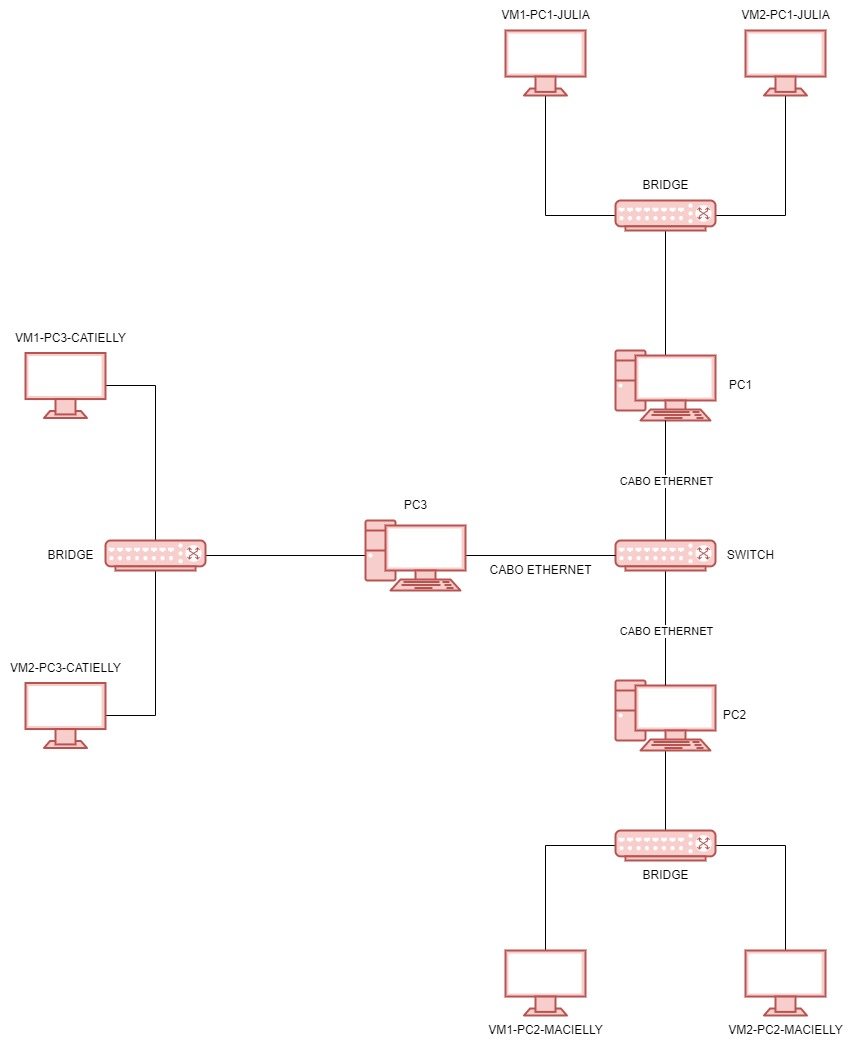 VM1-PC1-JULIA
VM2-PC1-JULIA
BRIDGE
VM1-PC3-CATIELLY
PC1
CABO ETHERNET
PC3
BRIDGE
SWITCH
CABO ETHERNET
CABO ETHERNET
VM2-PC3-CATIELLY
PC2
BRIDGE
VM1-PC2-MACIELLY
VM2-PC2-MACIELLY